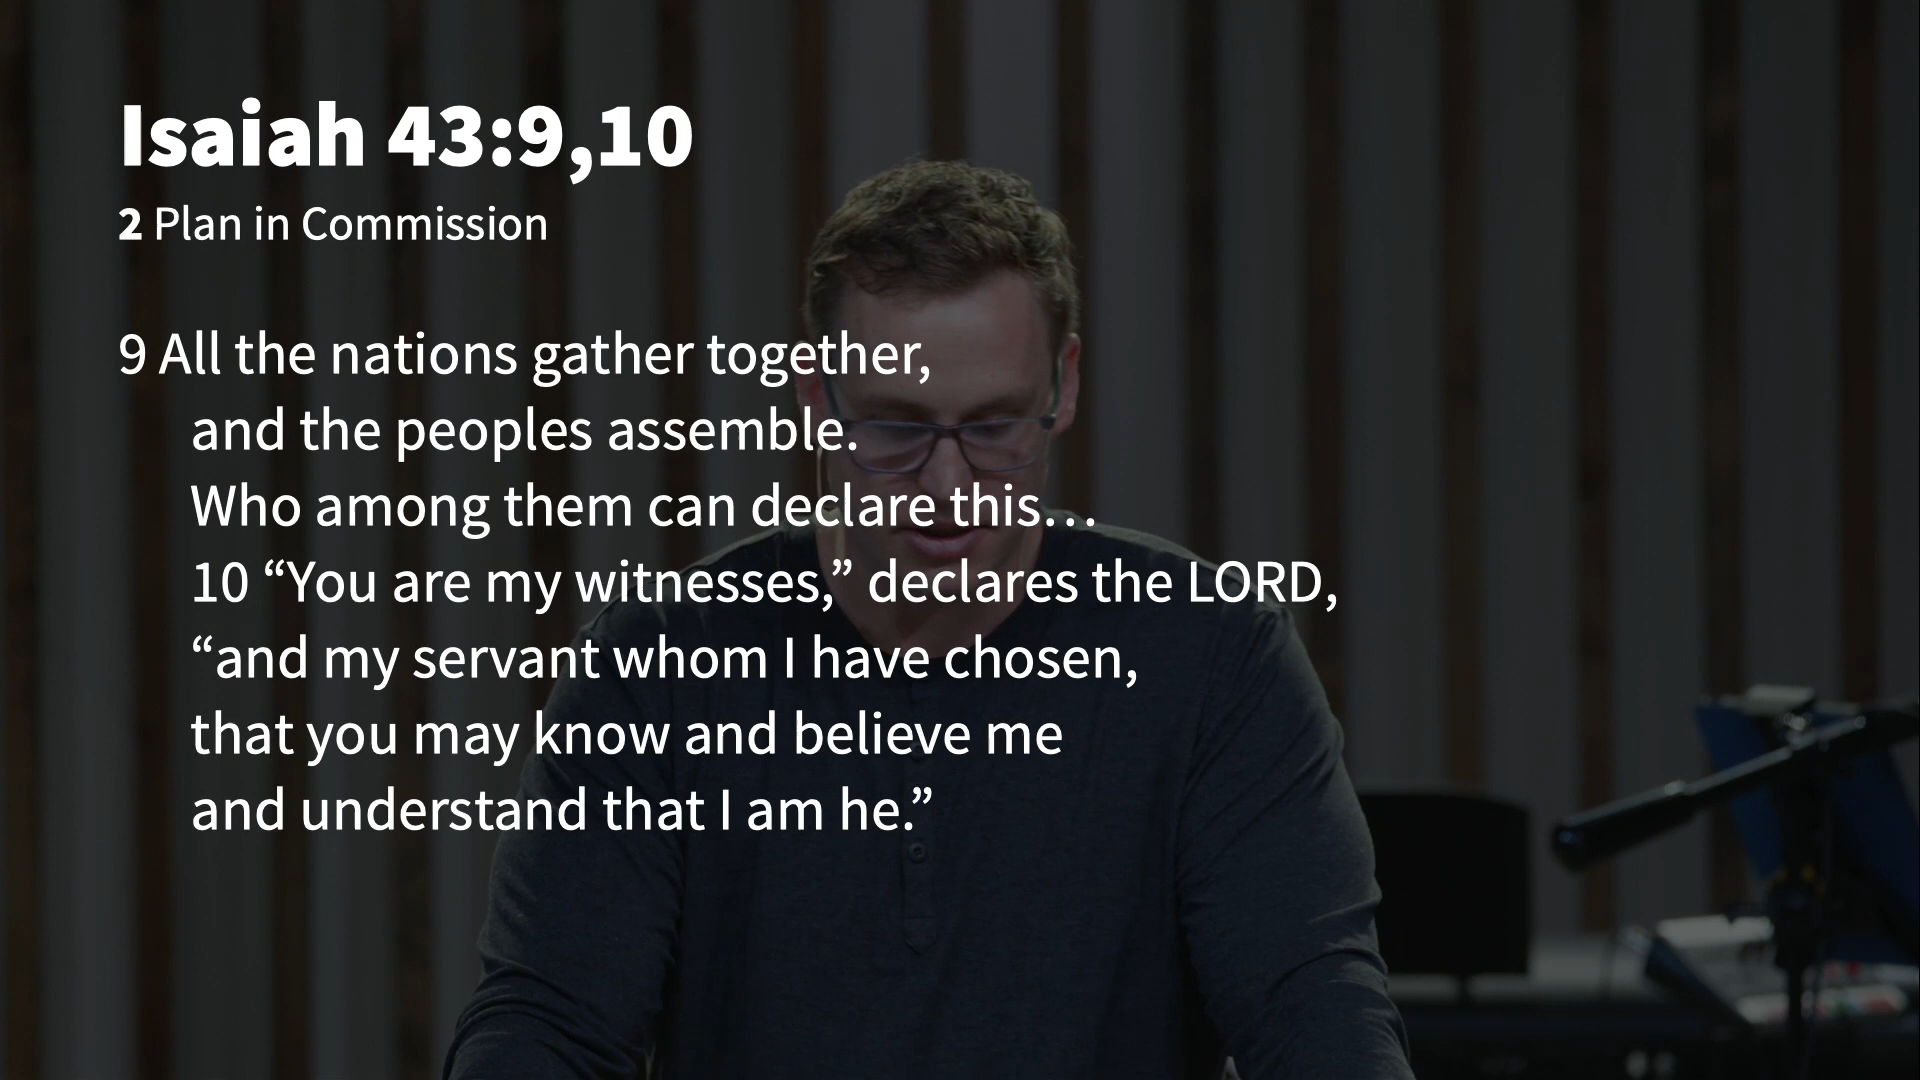 Isaiah 43:9,10
2 Plan in Commission
9 All the nations gather together,
and the peoples assemble.
Who among them can declare this…
10 “You are my witnesses,” declares the LORD,
“and my servant whom I have chosen,
that you may know and believe me
and understand that I am he.”